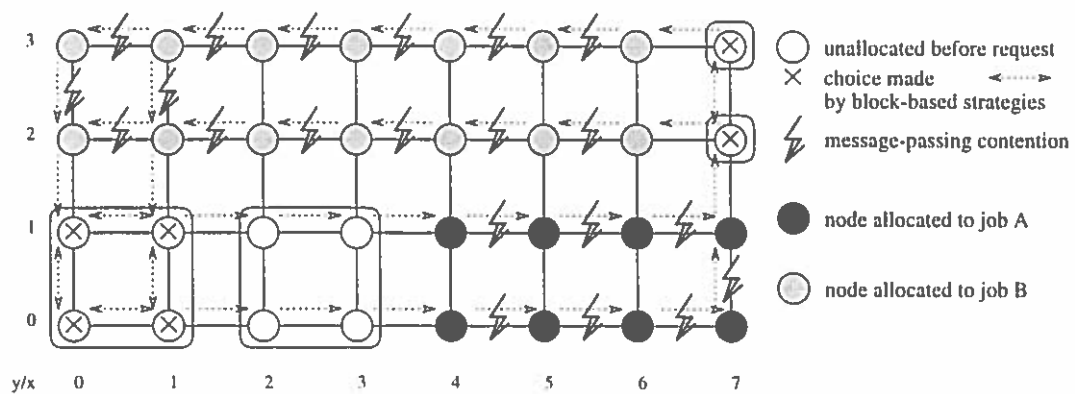 3
2
1
0
y/x 0 1 2 3 4 5 6 7
unallocated before request
choice made
by block-based strategies
message-passing contention
node allocated to job A
node allocated to job B